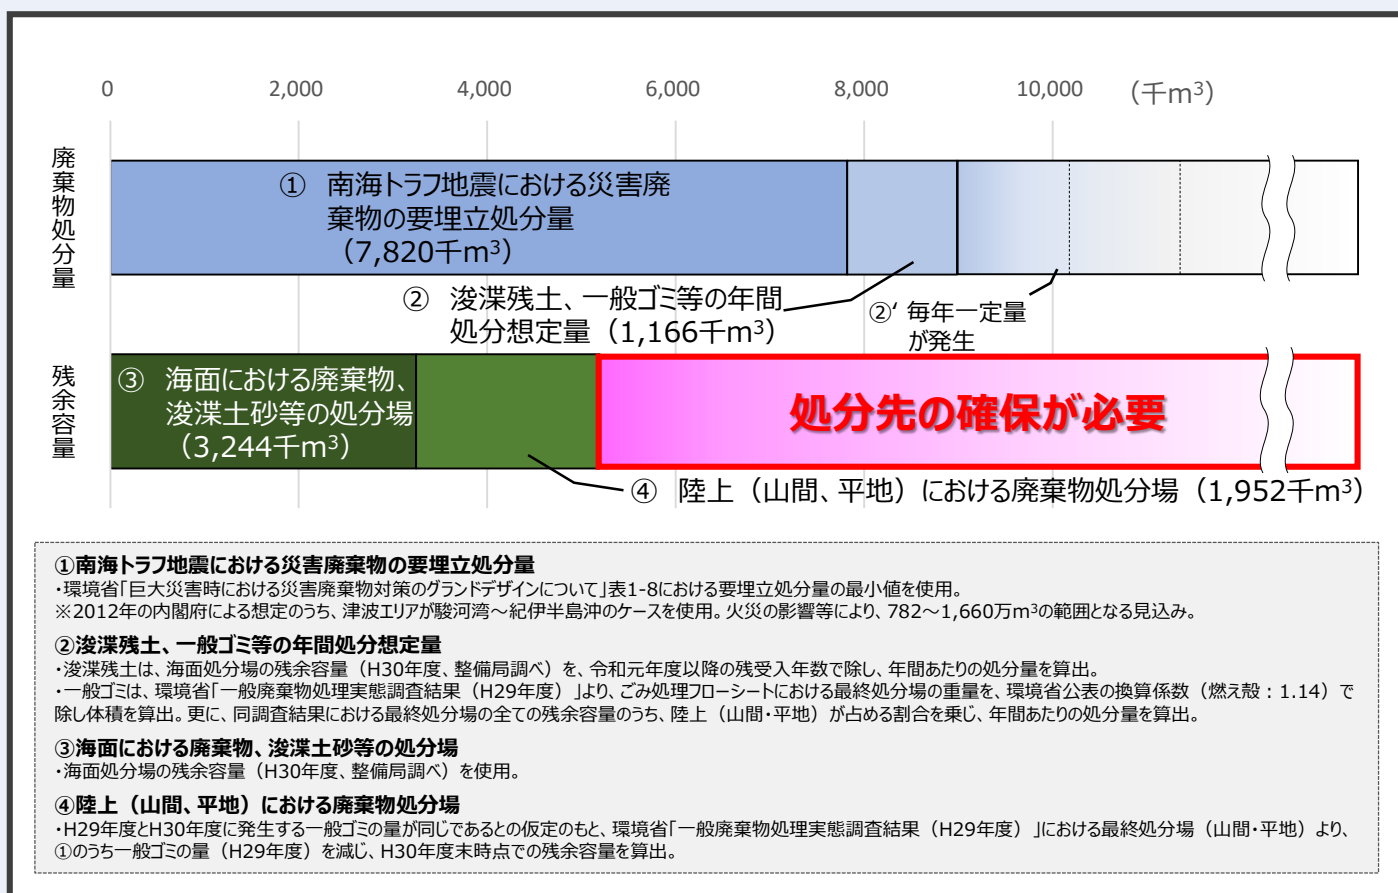 0 2,000 4,000 6,000 8,000 10,000 （千m³）
廃棄物処分量
① 南海トラフ地震における災害廃
棄物の要埋立処分量
（7,820千m³）
② 浚渫残土、一般ゴミ等の年間
処分想定量（1,166千m³）
②‘ 毎年一定量
が発生
残余容量
③ 海面における廃棄物、
浚渫土砂等の処分場
（3,244千m³）
処分先の確保が必要
④ 陸上（山間、平地）における廃棄物処分場（1,952千m³）
①南海トラフ地震における災害廃棄物の要埋立処分量
・環境省「巨大災害時における災害廃棄物対策のグランドデザインについて」表1-8における要埋立処分量の最小値を使用。
※2012年の内閣府による想定のうち、津波エリアが駿河湾～紀伊半島沖のケースを使用。火災の影響等により、782～1,660万m³の範囲となる見込み。
②浚渫残土、一般ゴミ等の年間処分想定量
・浚渫残土は、海面処分場の残余容量（H30年度、整備局調べ）を、令和元年度以降の残受入年数で除し、年間あたりの処分量を算出。
・一般ゴミは、環境省「一般廃棄物処理実態調査結果（H29年度）」より、ごみ処理フローシートにおける最終処分場の重量を、環境省公表の換算係数（燃え殻：1.14）で
除し体積を算出。更に、同調査結果における最終処分場の全ての残余容量のうち、陸上（山間・平地）が占める割合を乗じ、年間あたりの処分量を算出。
③海面における廃棄物、浚渫土砂等の処分場
・海面処分場の残余容量（H30年度、整備局調べ）を使用。
④陸上（山間、平地）における廃棄物処分場
・H29年度とH30年度に発生する一般ゴミの量が同じであるとの仮定のもと、環境省「一般廃棄物処理実態調査結果（H29年度）」における最終処分場（山間・平地）より、
①のうち一般ゴミの量（H29年度）を減じ、H30年度末時点での残余容量を算出。